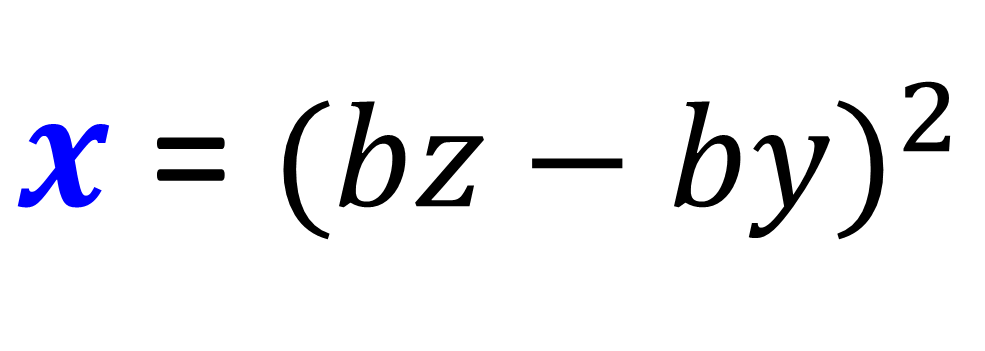 x = (bz − by)²